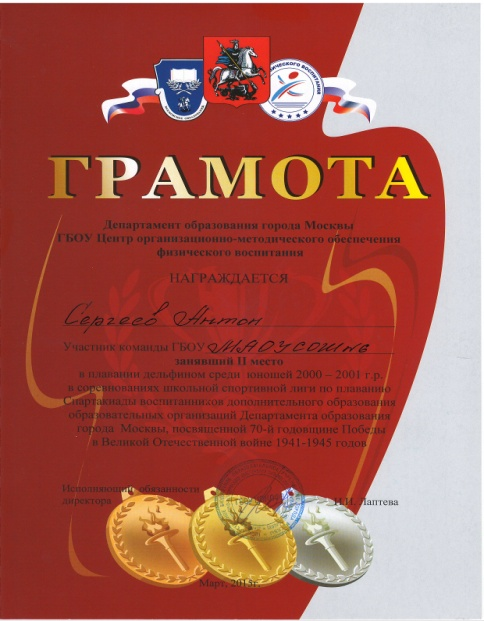 ФИЗИЧЕСКОГО ВОСПИТАНИЯ
ГРАМОТА
Департамент образования города Москвы
ГБОУ Центр организационно-методического обеспечения
физического воспитания
НАГРАЖДАЕТСЯ
Сергеев Антон
Участник команды ГБОУ МАОУСОШ№6
занявший II место
в плавании дельфином среди юношей 2000 – 2001 г.р.
в соревнованиях школьной спортивной лиги по плаванию
Спартакиады воспитанников дополнительного образования
образовательных организаций Департамента образования
города Москвы, посвященной 70-й годовщине Победы
в Великой Отечественной войне 1941-1945 годов
Исполняющий обязанности
директора
Лаптева
Март, 2015г.